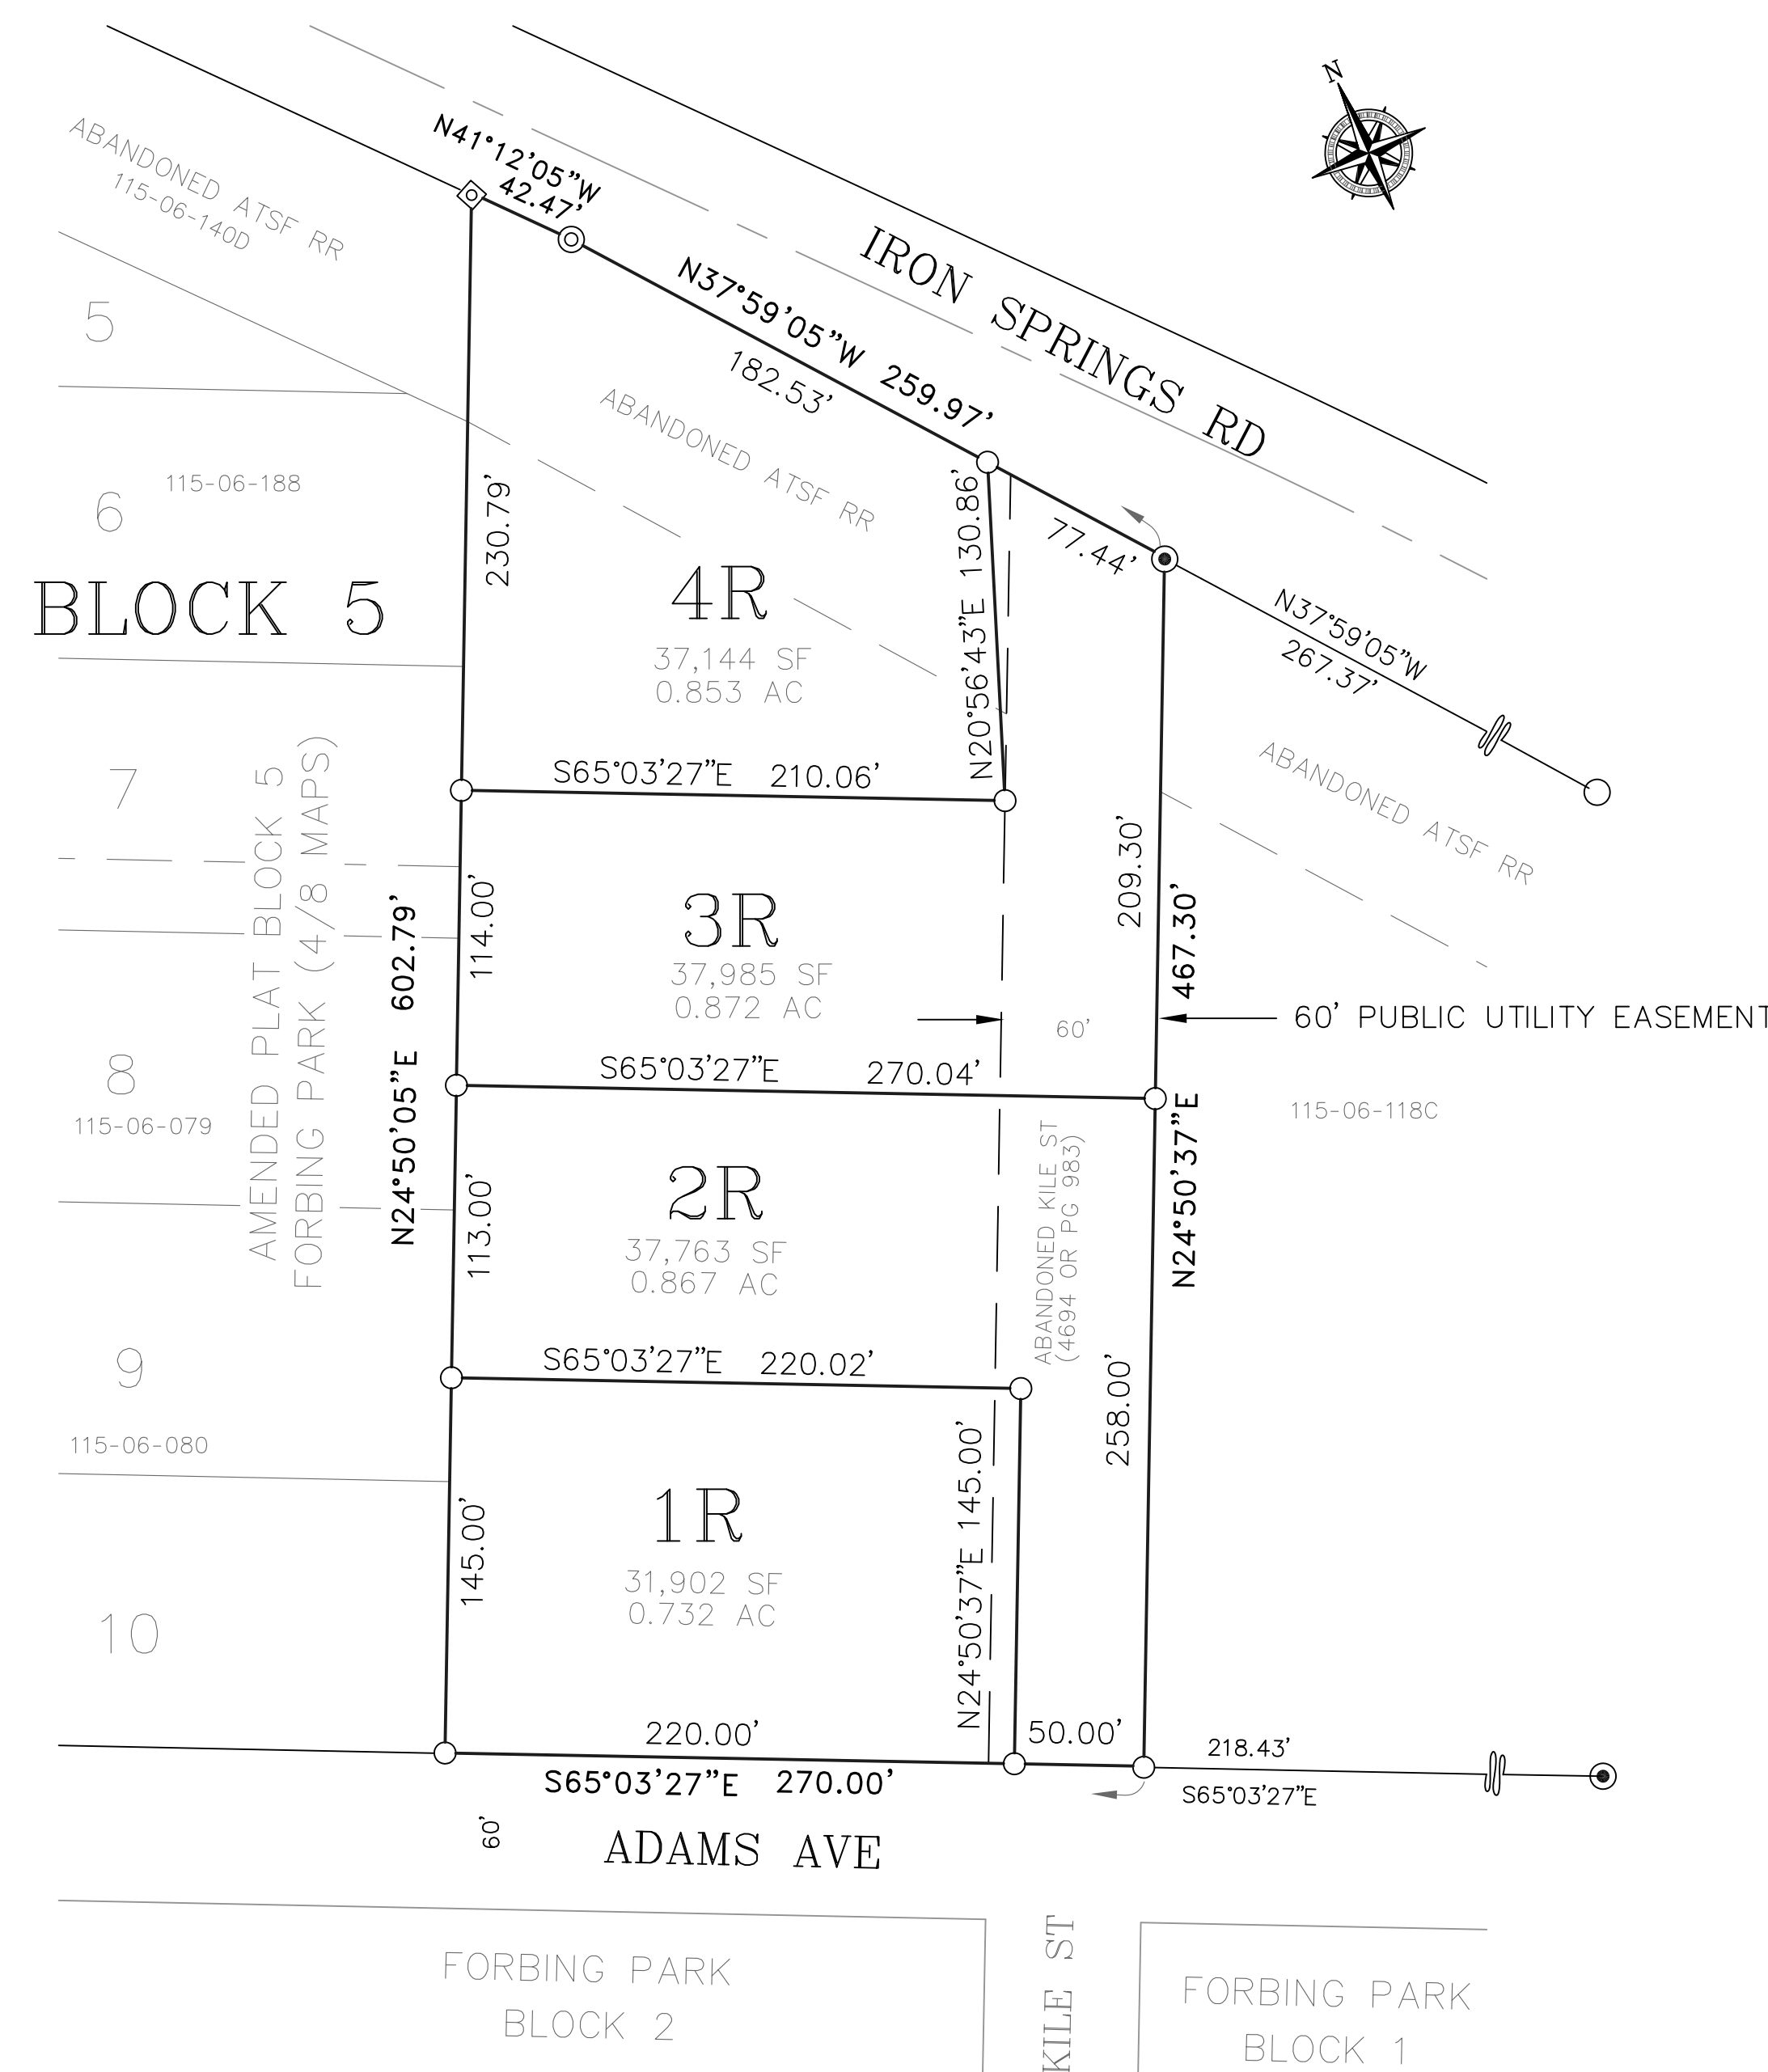 N
N41°12'05"W
42.47'
ABANDONED ATSF RR
115-06-140D
IRON SPRINGS RD
N37°59'05"W 259.97'
182.53'
5
ABANDONED ATSF RR
115-06-188
6
230.79'
N20°56'43"E 130.86'
77.44'
BLOCK 5
4R
37,144 SF
0.853 AC
N37°59'05"W
267.37'
S65°03'27"E 210.06'
7
ABANDONED ATSF RR
AMENDED PLAT BLOCK 5
FORBING PARK (4/8 MAPS)
N24°50'05"E 602.79'
114.00'
3R
37,985 SF
0.872 AC
209.30'
N24°50'37"E 467.30'
60'
60' PUBLIC UTILITY EASEMENT
S65°03'27"E 270.04'
8
115-06-079
115-06-118C
113.00'
2R
37,763 SF
0.867 AC
ABANDONED KILE ST
(4694 OR PG 983)
S65°03'27"E 220.02'
9
258.00'
115-06-080
145.00'
1R
31,902 SF
0.732 AC
N24°50'37"E 145.00'
10
220.00'
50.00'
218.43'
S65°03'27"E 270.00'
S65°03'27"E
60'
ADAMS AVE
KILE ST
FORBING PARK
BLOCK 2
FORBING PARK
BLOCK 1